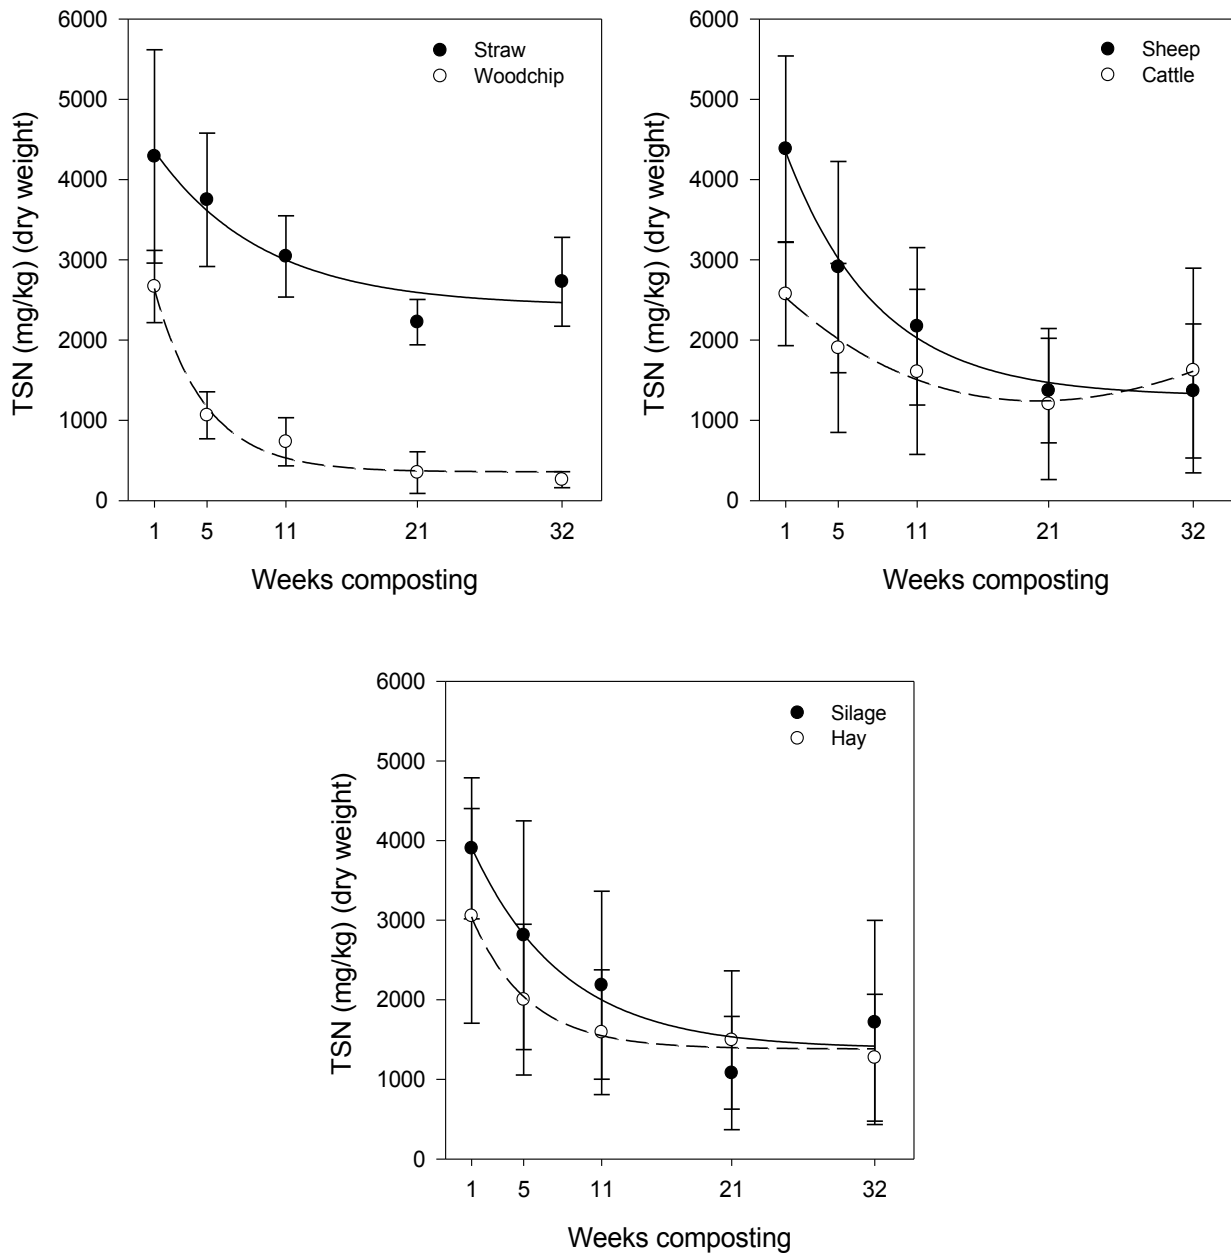 TSN (mg/kg) (dry weight)
6000
5000
4000
3000
2000
1000
0
Straw
Woodchip
1 5 11 21 32
Weeks composting
TSN (mg/kg) (dry weight)
6000
5000
4000
3000
2000
1000
0
Sheep
Cattle
1 5 11 21 32
Weeks composting
TSN (mg/kg) (dry weight)
6000
5000
4000
3000
2000
1000
0
Silage
Hay
1 5 11 21 32
Weeks composting